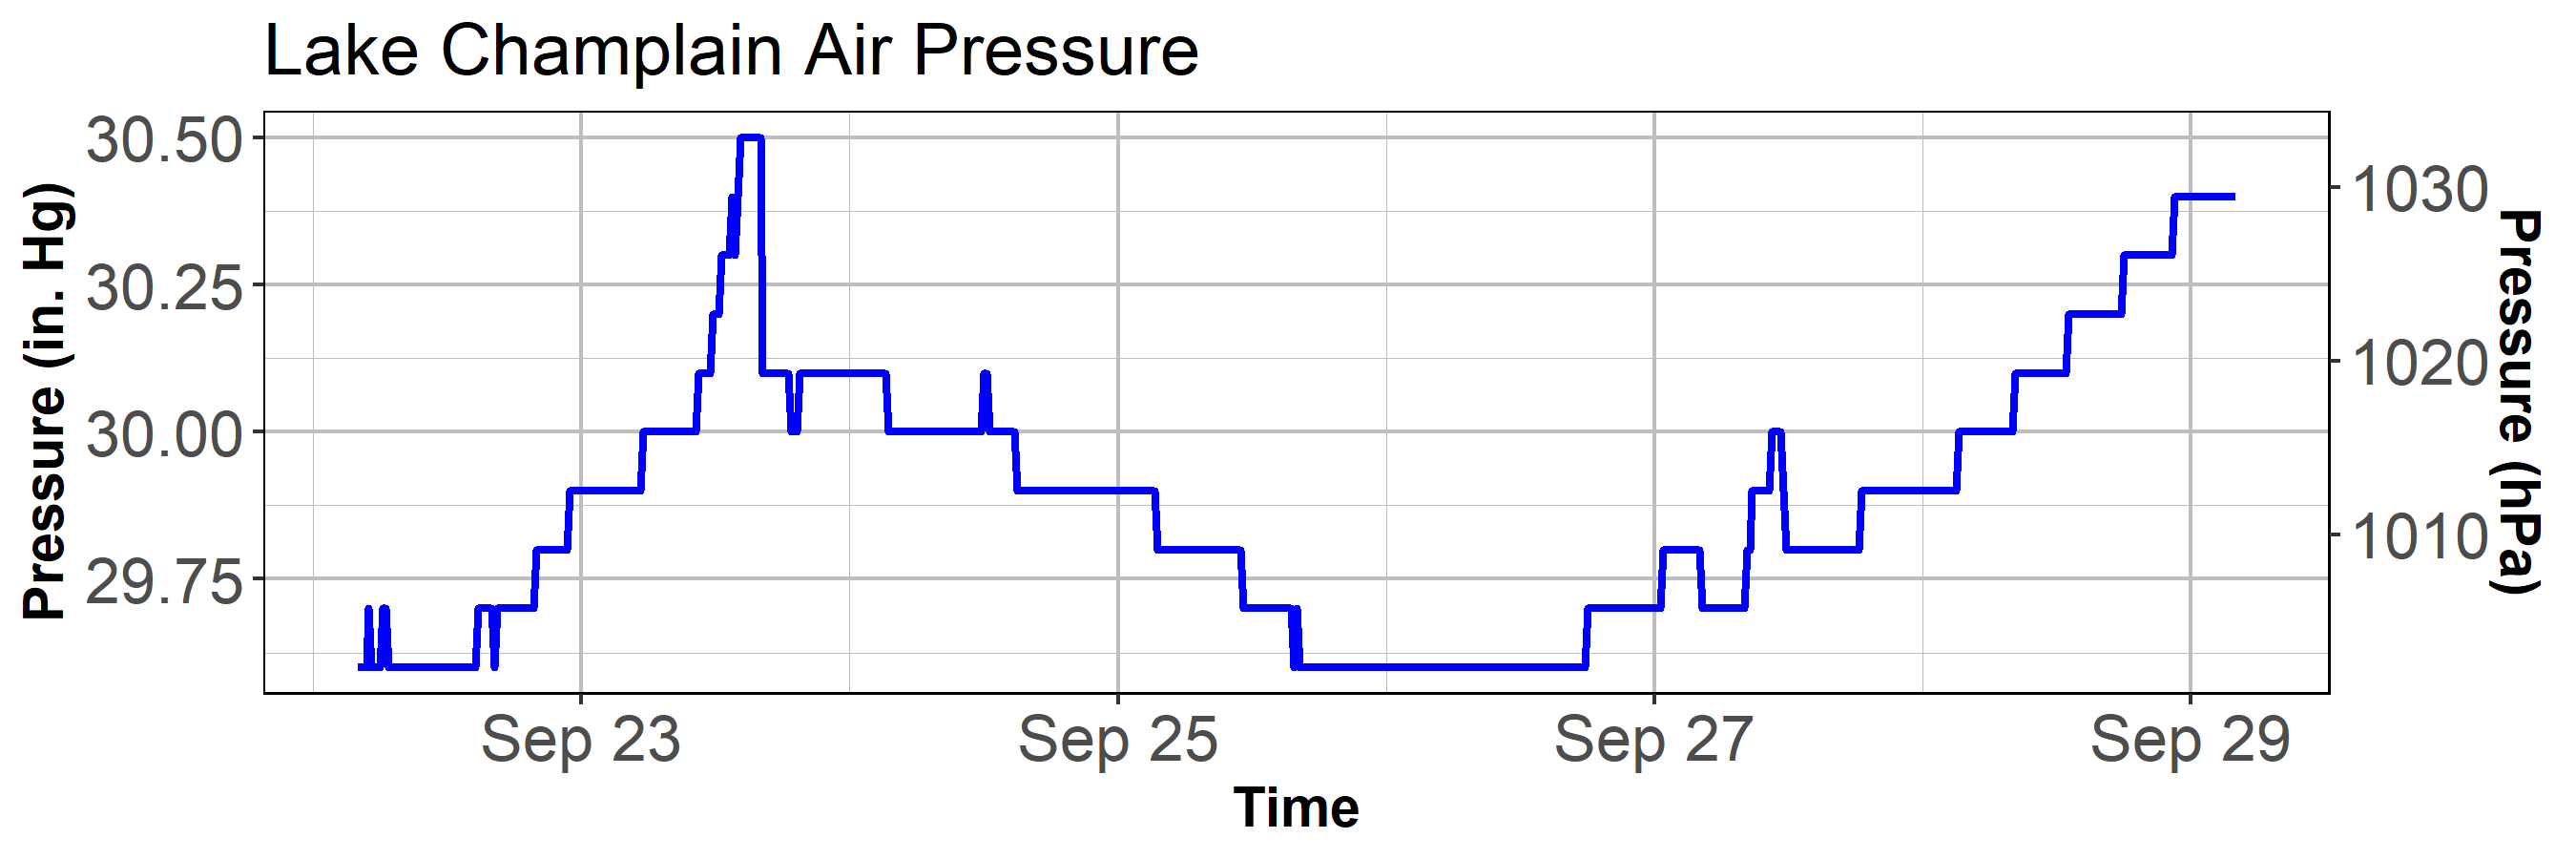 Lake Champlain Air Pressure
Pressure (in. Hg)
30.50
30.25
30.00
29.75
1030
1020
1010
Pressure (hPa)
Sep 23 Sep 25 Sep 27 Sep 29
Time